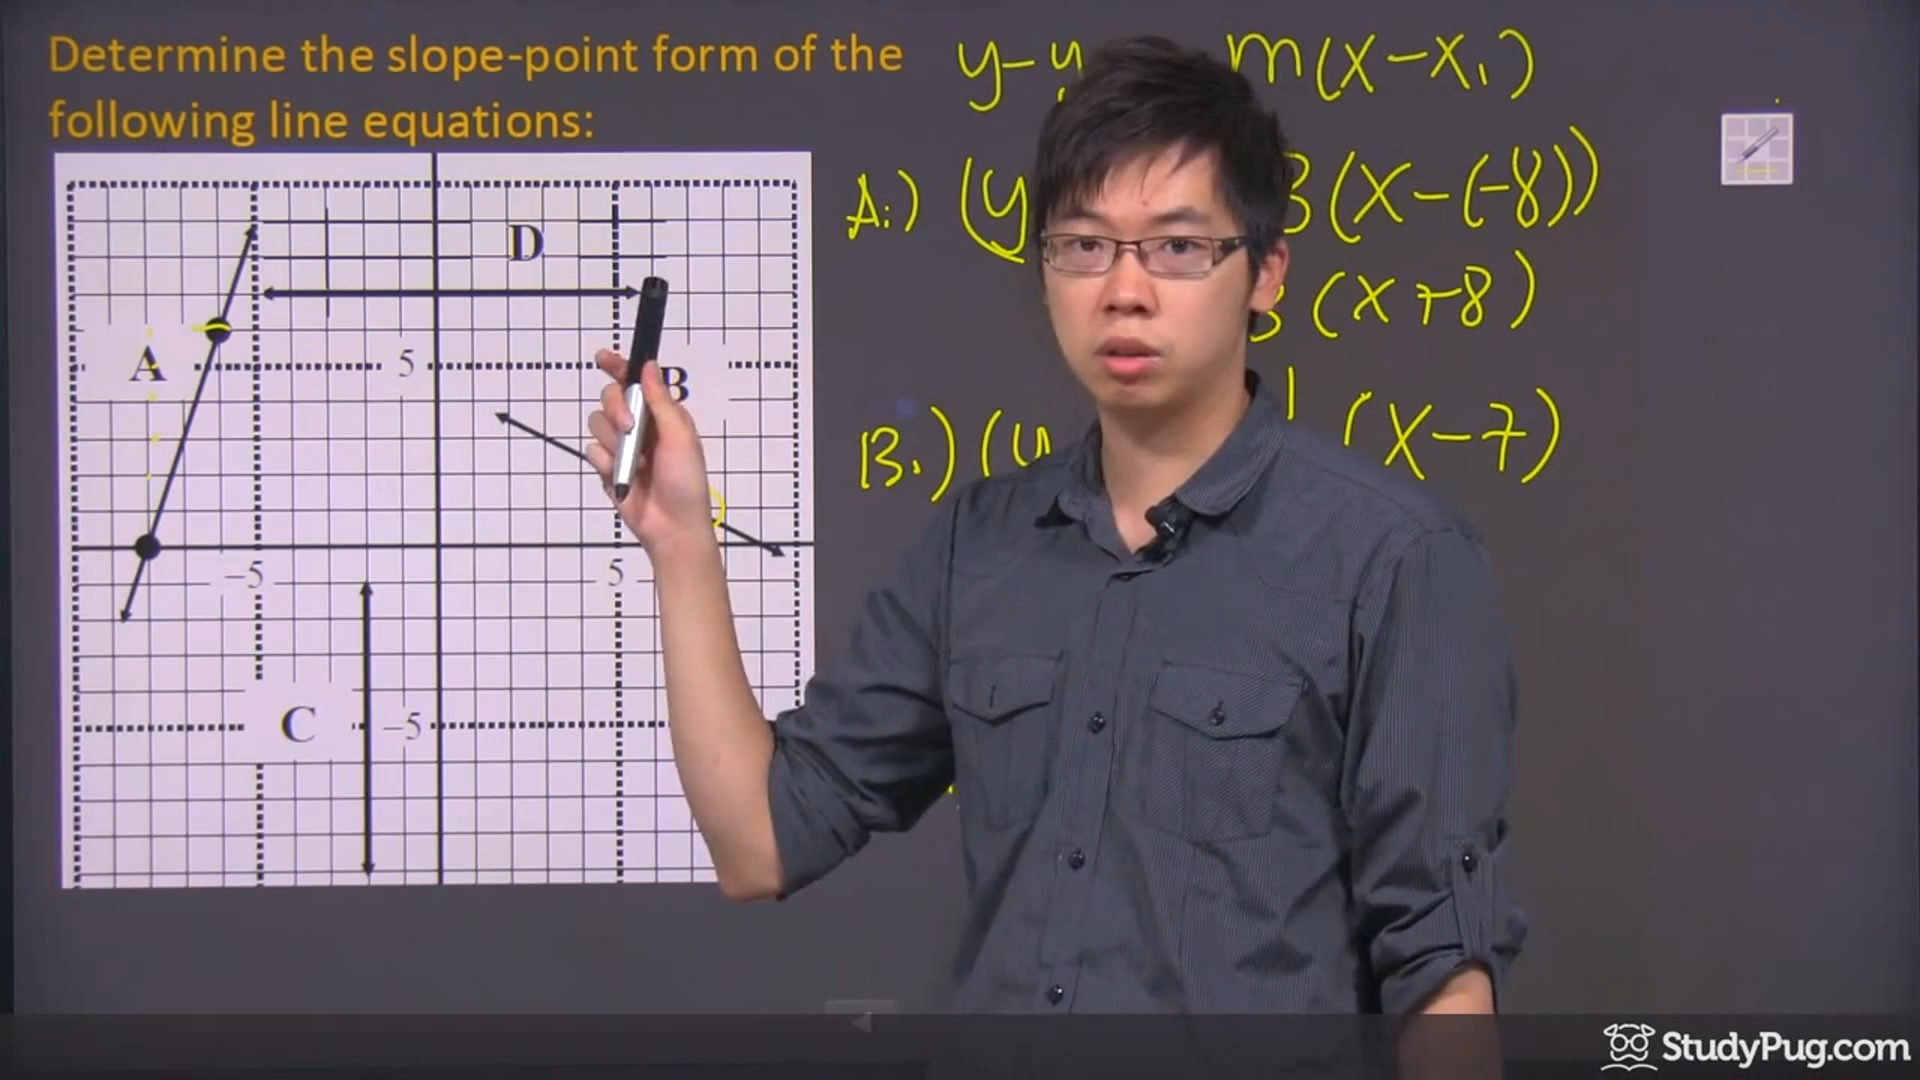 Determine the slope-point form of the
following line equations:
y-y m(x-x₁)
A.) (y 3(x-(-8))
3(x+8)
B.) (y 1 (x-7)
D
A
5
B
-5
5
C
-5
StudyPug.com